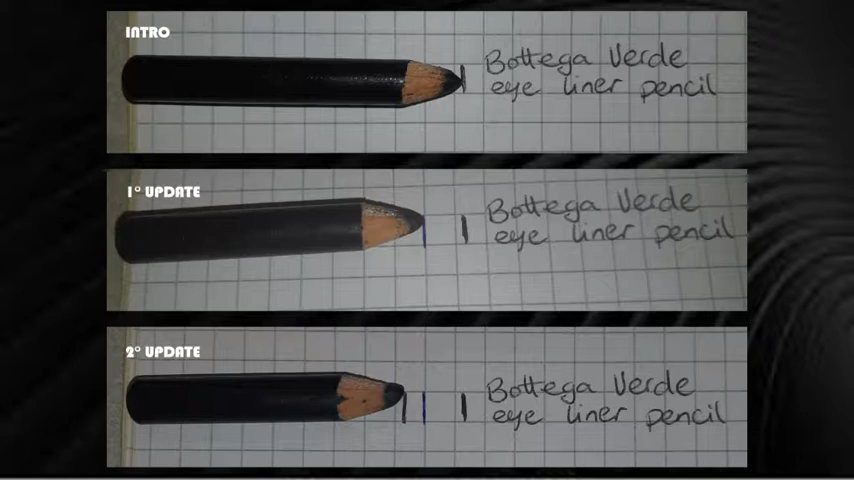 INTRO
Bottega Verde
eye liner pencil
1° UPDATE
Bottega Verde
eye liner pencil
2° UPDATE
Bottega Verde
eye liner pencil